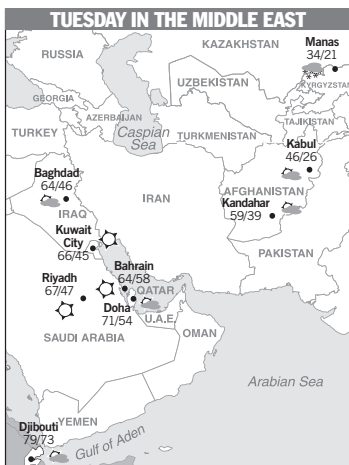 TUESDAY IN THE MIDDLE EAST
KAZAKHSTAN
Manas
34/21
RUSSIA
UZBEKISTAN
KYRGYZSTAN
GEORGIA
AZERBAIJAN
TAJIKISTAN
TURKEY
Caspian
Sea
TURKMENISTAN
Kabul
46/26
Baghdad
64/46
IRAN
AFGHANISTAN
Kandahar
59/39
IRAQ
Kuwait
City
66/45
PAKISTAN
Bahrain
64/58
Riyadh
67/47
QATAR
Doha
71/54
U.A.E.
OMAN
SAUDI ARABIA
Arabian Sea
YEMEN
Djibouti
79/73
Gulf of Aden